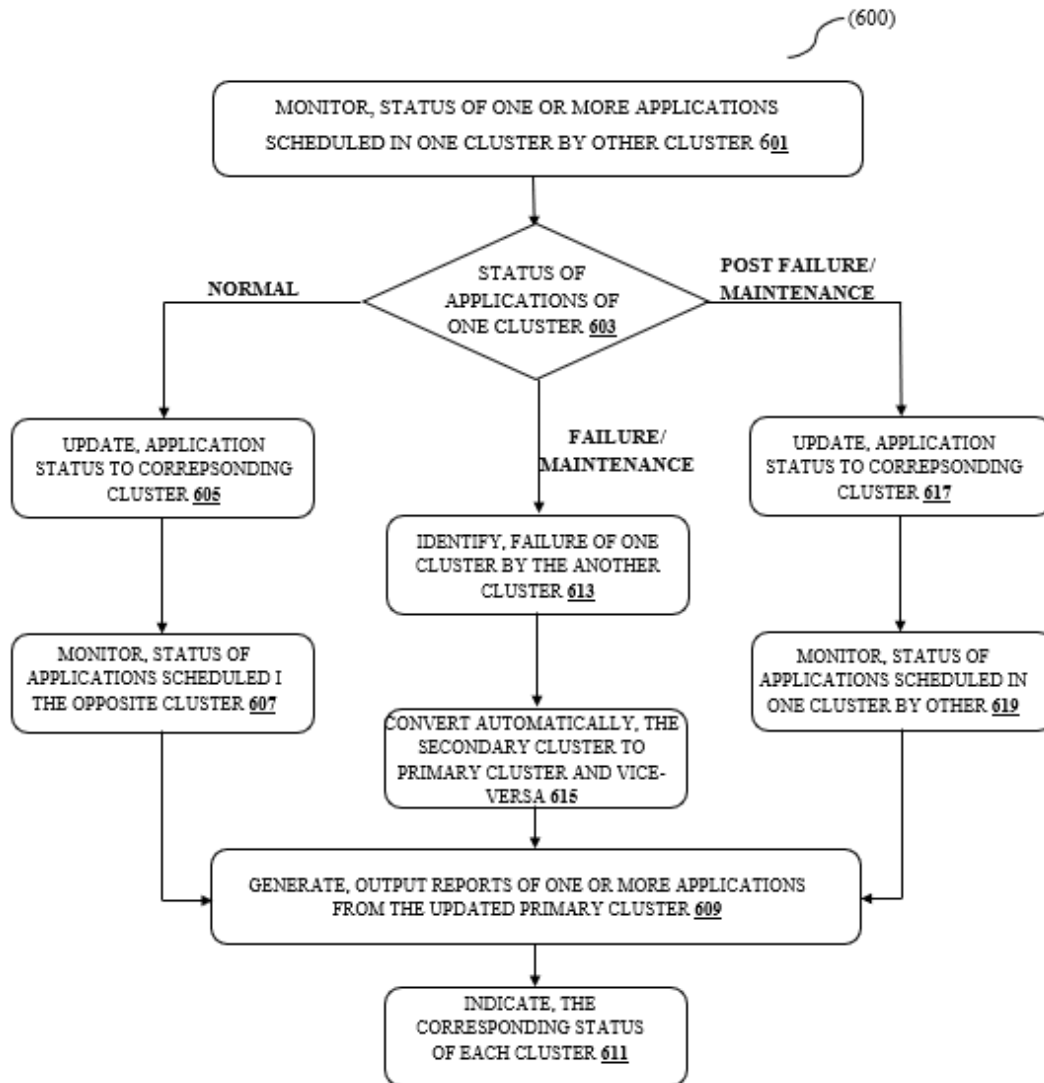 (600)
MONITOR, STATUS OF ONE OR MORE APPLICATIONS
SCHEDULED IN ONE CLUSTER BY OTHER CLUSTER 601
STATUS OF
APPLICATIONS OF
ONE CLUSTER 603
NORMAL
POST FAILURE/
MAINTENANCE
FAILURE/
MAINTENANCE
UPDATE, APPLICATION
STATUS TO CORREPSONDING
CLUSTER 605
IDENTIFY, FAILURE OF ONE
CLUSTER BY THE ANOTHER
CLUSTER 613
UPDATE, APPLICATION
STATUS TO CORREPSONDING
CLUSTER 617
MONITOR, STATUS OF
APPLICATIONS SCHEDULED I
THE OPPOSITE CLUSTER 607
CONVERT AUTOMATICALLY, THE
SECONDARY CLUSTER TO
PRIMARY CLUSTER AND VICE-
VERSA 615
MONITOR, STATUS OF
APPLICATIONS SCHEDULED IN
ONE CLUSTER BY OTHER 619
GENERATE, OUTPUT REPORTS OF ONE OR MORE APPLICATIONS
FROM THE UPDATED PRIMARY CLUSTER 609
INDICATE, THE
CORRESPONDING STATUS
OF EACH CLUSTER 611